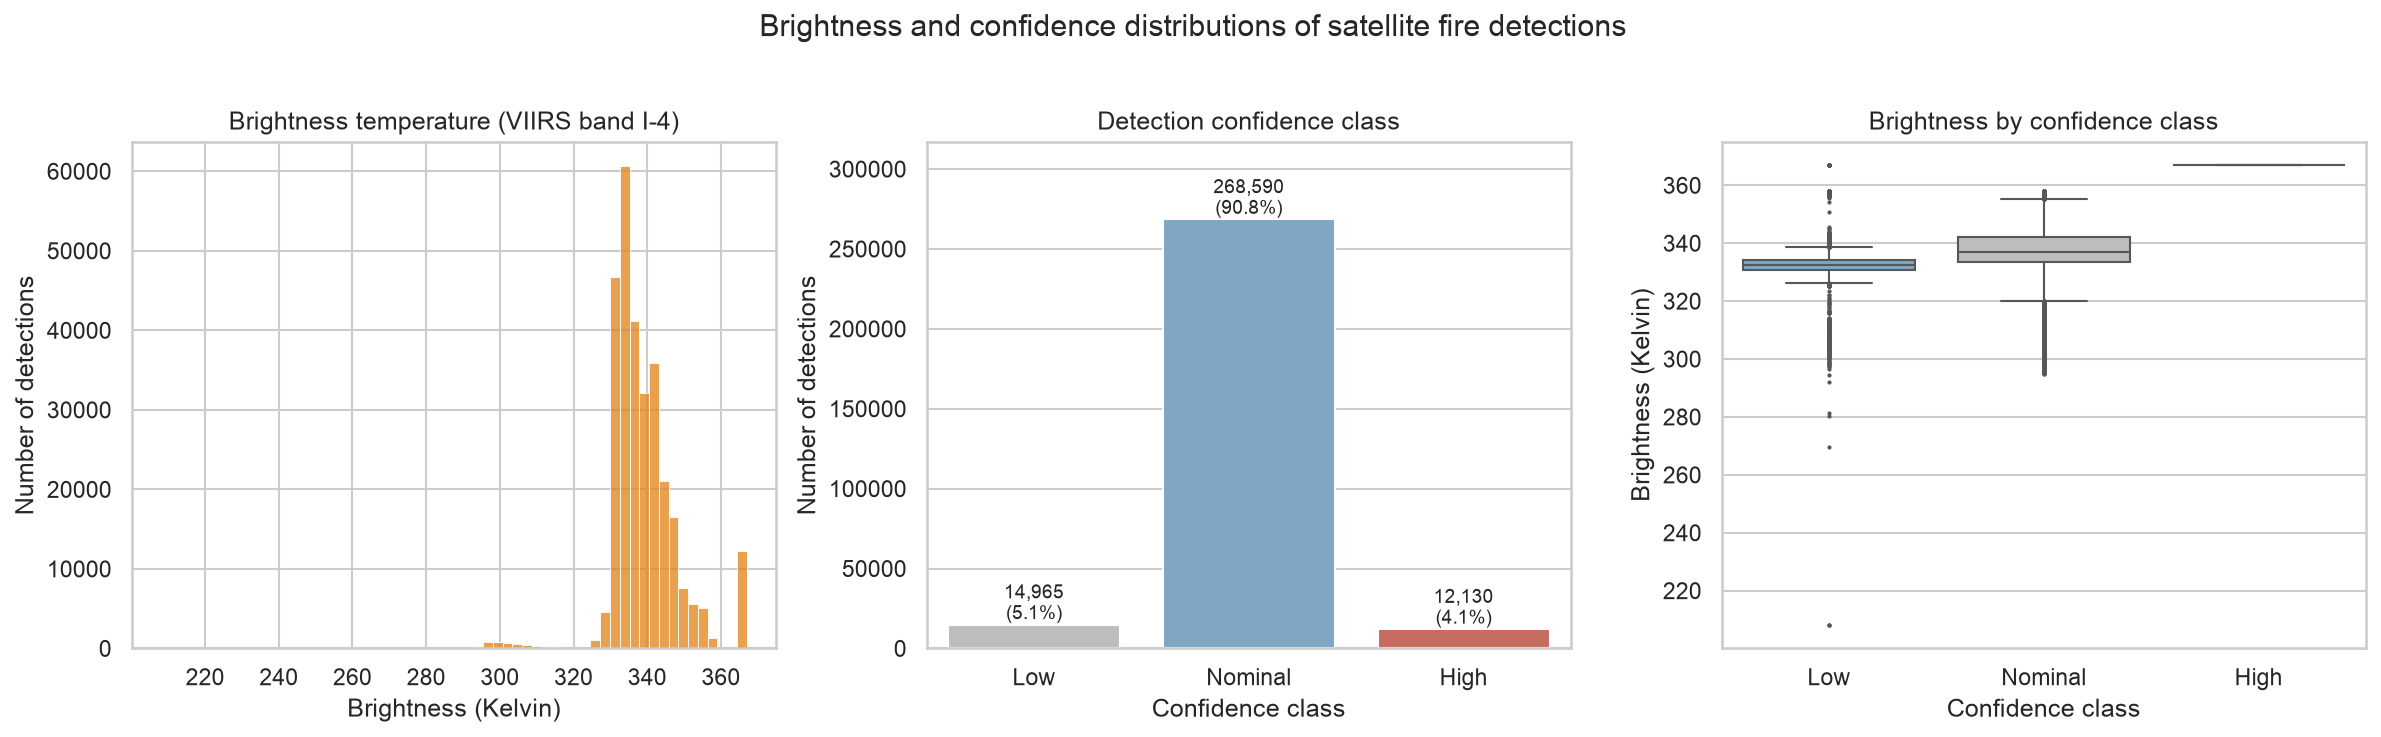 Brightness and confidence distributions of satellite fire detections
Brightness temperature (VIIRS band I-4)
Number of detections
60000
50000
40000
30000
20000
10000
0
220 240 260 280 300 320 340 360
Brightness (Kelvin)
Detection confidence class
Number of detections
300000
250000
200000
150000
100000
50000
0
14,965
(5.1%)
268,590
(90.8%)
12,130
(4.1%)
Low Nominal High
Confidence class
Brightness by confidence class
Brightness (Kelvin)
360
340
320
300
280
260
240
220
Low Nominal High
Confidence class